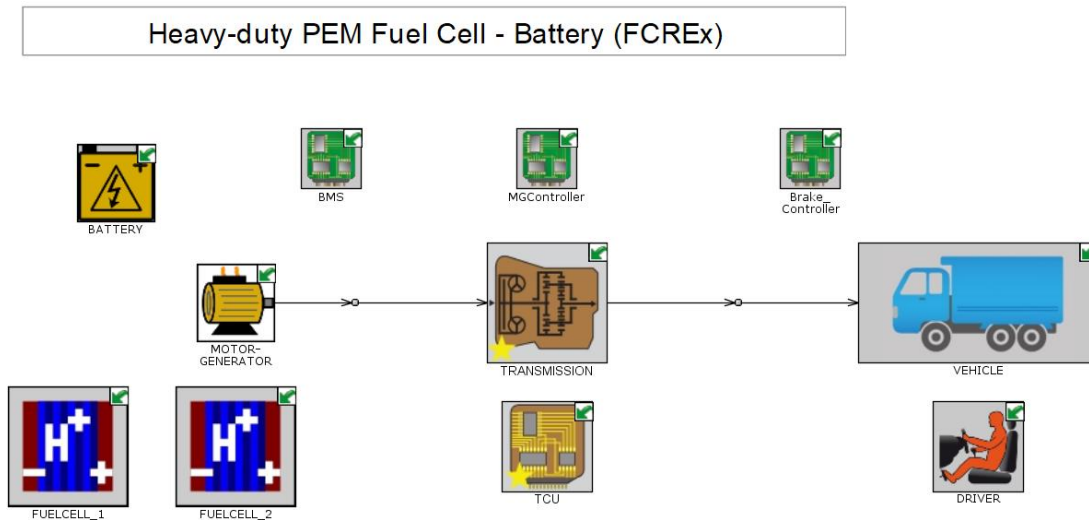 Heavy-duty PEM Fuel Cell - Battery (FCREx)
BATTERY
BMS
MGController
Brake_
Controller
MOTOR-
GENERATOR
TRANSMISSION
VEHICLE
H+
FUELCELL_1
H+
FUELCELL_2
TCU
DRIVER